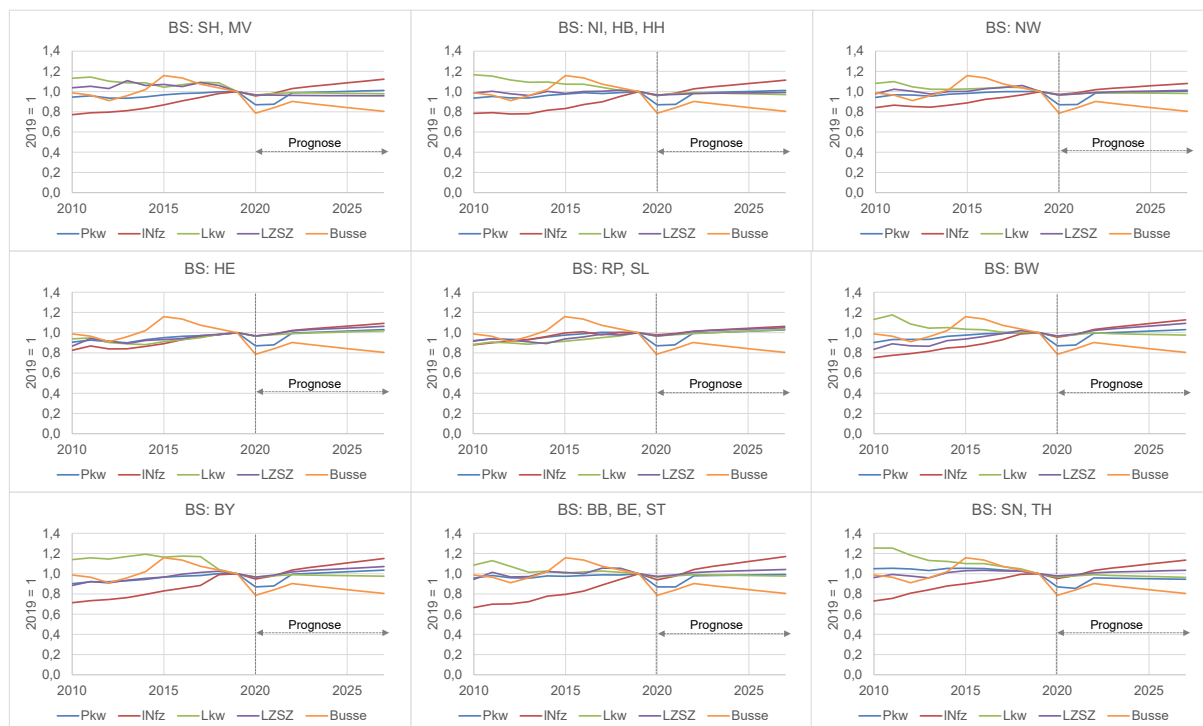 BS: SH, MV
2019 = 1
1,4
1,2
1,0
0,8
0,6
0,4
0,2
0,0
Prognose
2010 2015 2020 2025
Pkw lNfz Lkw LZSZ Busse
BS: NI, HB, HH
1,4
1,2
1,0
0,8
0,6
0,4
0,2
0,0
Prognose
2010 2015 2020 2025
Pkw lNfz Lkw LZSZ Busse
BS: NW
1,4
1,2
1,0
0,8
0,6
0,4
0,2
0,0
Prognose
2010 2015 2020 2025
Pkw lNfz Lkw LZSZ Busse
BS: HE
2019 = 1
1,4
1,2
1,0
0,8
0,6
0,4
0,2
0,0
Prognose
2010 2015 2020 2025
Pkw lNfz Lkw LZSZ Busse
BS: RP, SL
1,4
1,2
1,0
0,8
0,6
0,4
0,2
0,0
Prognose
2010 2015 2020 2025
Pkw lNfz Lkw LZSZ Busse
BS: BW
2019 = 1
1,4
1,2
1,0
0,8
0,6
0,4
0,2
0,0
Prognose
2010 2015 2020 2025
Pkw lNfz Lkw LZSZ Busse
BS: BY
2019 = 1
1,4
1,2
1,0
0,8
0,6
0,4
0,2
0,0
Prognose
2010 2015 2020 2025
Pkw lNfz Lkw LZSZ Busse
BS: BB, BE, ST
1,4
1,2
1,0
0,8
0,6
0,4
0,2
0,0
Prognose
2010 2015 2020 2025
Pkw lNfz Lkw LZSZ Busse
BS: SN, TH
2019 = 1
1,4
1,2
1,0
0,8
0,6
0,4
0,2
0,0
Prognose
2010 2015 2020 2025
Pkw lNfz Lkw LZSZ Busse